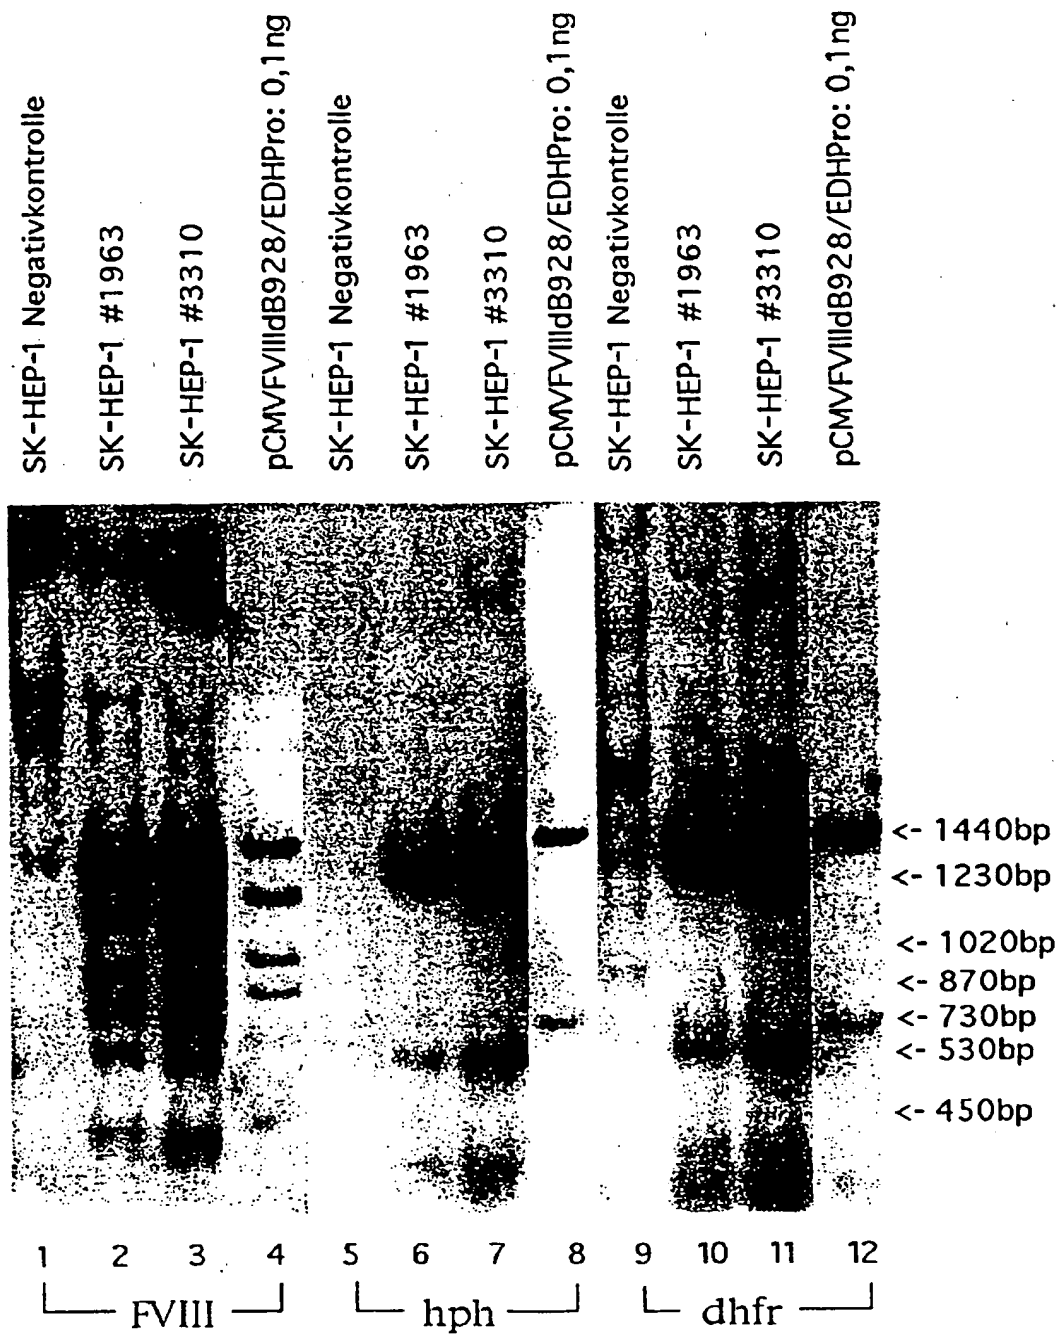 SK-HEP-1 Negativkontrolle
SK-HEP-1 #1963
SK-HEP-1 #3310
pCMVFVIIIdB928/EDHPro: 0,1ng
SK-HEP-1 Negativkontrolle
SK-HEP-1 #1963
SK-HEP-1 #3310
pCMVFVIIIdB928/EDHPro: 0,1ng
SK-HEP-1 Negativkontrolle
SK-HEP-1 #1963
SK-HEP-1 #3310
pCMVFVIIIdB928/EDHPro: 0,1ng
<- 1440bp
<- 1230bp
<- 1020bp
<- 870bp
<- 730bp
<- 530bp
<- 450bp
1 2 3 4 5 6 7 8 9 10 11 12
FVIII hph dhfr